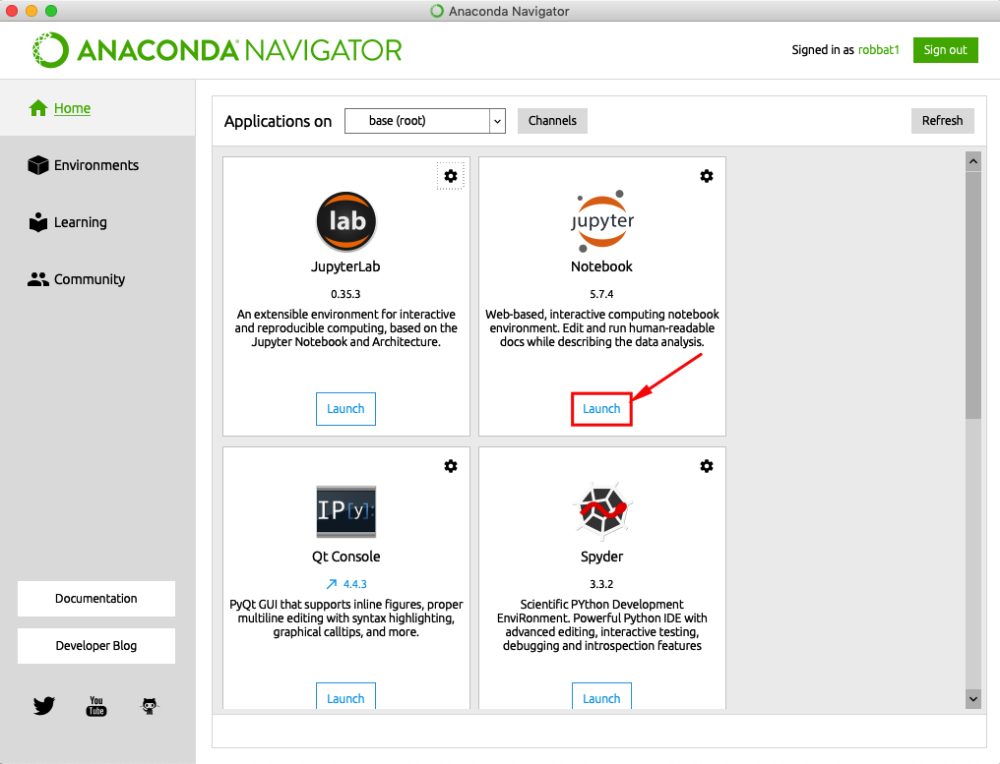 Anaconda Navigator
ANACONDA NAVIGATOR
Signed in as robbat1
Sign out
Home
Environments
Learning
Community
Documentation
Developer Blog
You
Tube
Applications on
base (root)
Channels
Refresh
lab
JupyterLab
0.35.3
An extensible environment for interactive
and reproducible computing, based on the
Jupyter Notebook and Architecture.
Launch
jupyter
Notebook
5.7.4
Web-based, interactive computing notebook
environment. Edit and run human-readable
docs while describing the data analysis.
Launch
IP[y]:
Qt Console
4.4.3
PyQt GUI that supports inline figures, proper
multiline editing with syntax highlighting,
graphical calltips, and more.
Launch
Spyder
3.3.2
Scientific PYthon Development
EnviRonment. Powerful Python IDE with
advanced editing, interactive testing,
debugging and introspection features
Launch